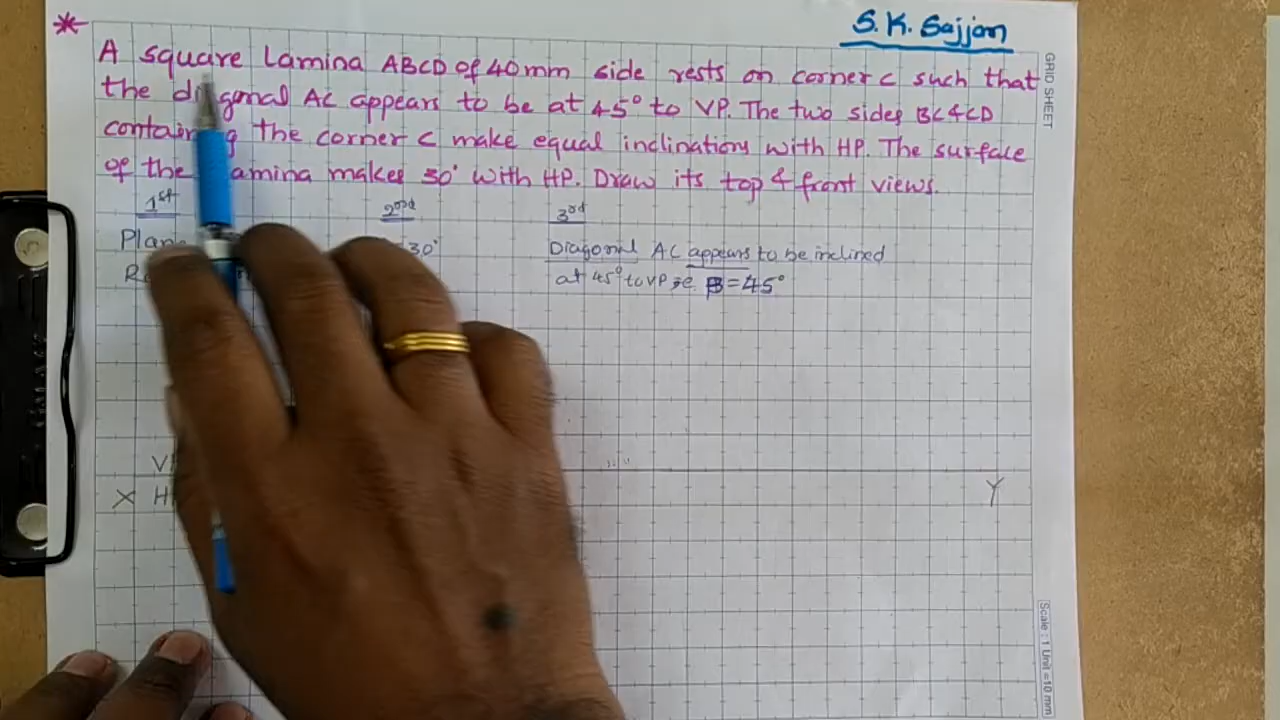 S. K. Sajjan
A square Lamina ABCD of 40mm side rests on corner C such that
the diagonal AC appears to be at 45° to VP. The two sides BC & CD
containing the corner C make equal inclinations with HP. The surface
of the lamina makes 30° with HP. Draw its top & front views.
1st 2nd 3rd
30° Diagonal AC appears to be inclined
at 45° to VP ie. β = 45°
X Y
GRID SHEET
Scale : 1 Unit = 10 mm